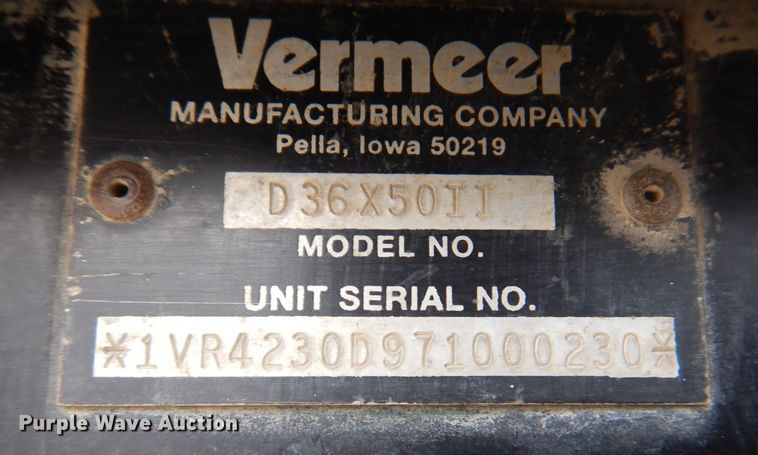 Vermeer
MANUFACTURING COMPANY
Pella, Iowa 50219
D36X50II
MODEL NO.
UNIT SERIAL NO.
*1VR4230D971000230*
Purple Wave Auction